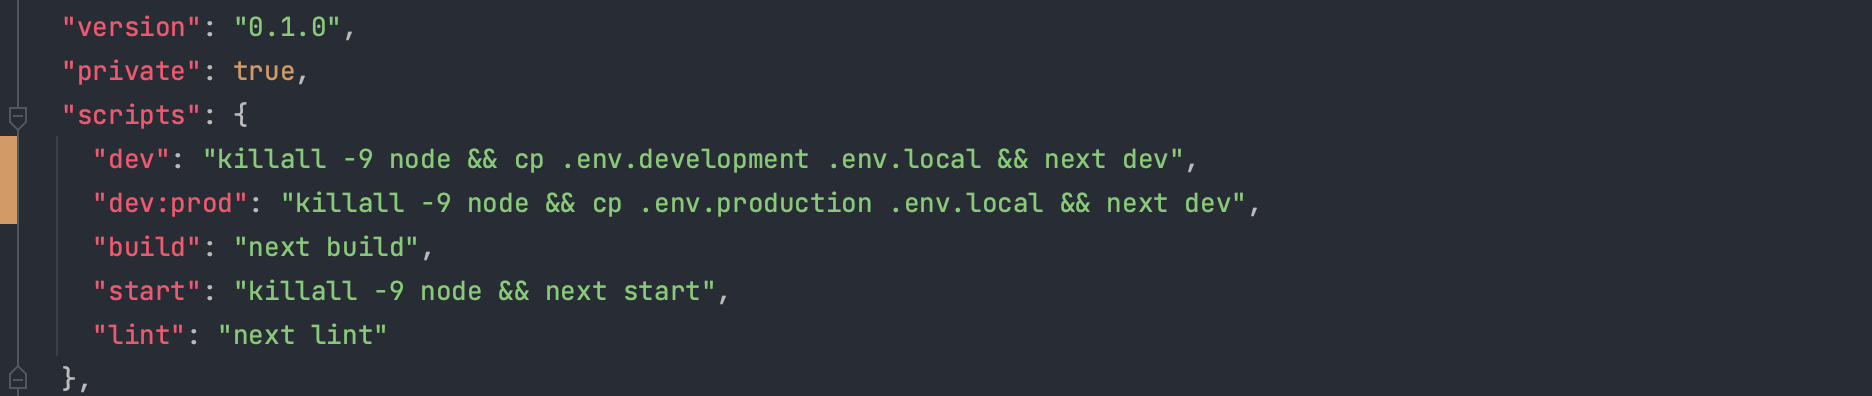 "version": "0.1.0",
"private": true,
"scripts": {
"dev": "killall -9 node && cp .env.development .env.local && next dev",
"dev:prod": "killall -9 node && cp .env.production .env.local && next dev",
"build": "next build",
"start": "killall -9 node && next start",
"lint": "next lint"
},